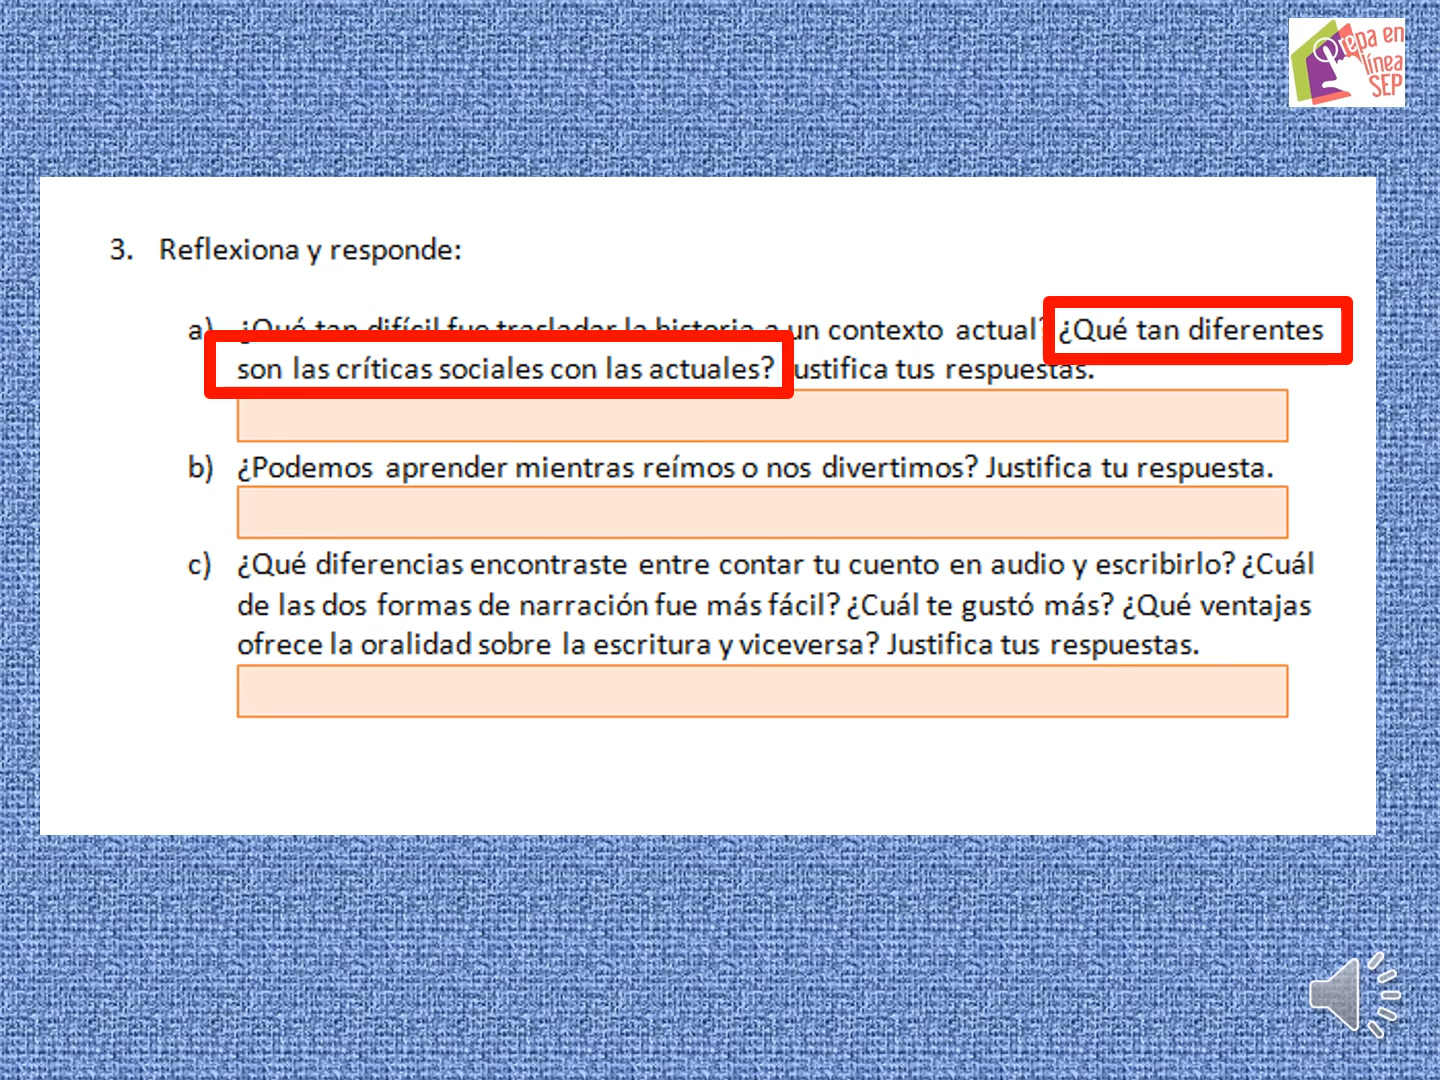 Prepa en
línea
SEP
3. Reflexiona y responde:
a) ¿Qué tan difícil fue trasladar la historia a un contexto actual? ¿Qué tan diferentes
son las críticas sociales con las actuales? Justifica tus respuestas.
b) ¿Podemos aprender mientras reímos o nos divertimos? Justifica tu respuesta.
c) ¿Qué diferencias encontraste entre contar tu cuento en audio y escribirlo? ¿Cuál
de las dos formas de narración fue más fácil? ¿Cuál te gustó más? ¿Qué ventajas
ofrece la oralidad sobre la escritura y viceversa? Justifica tus respuestas.